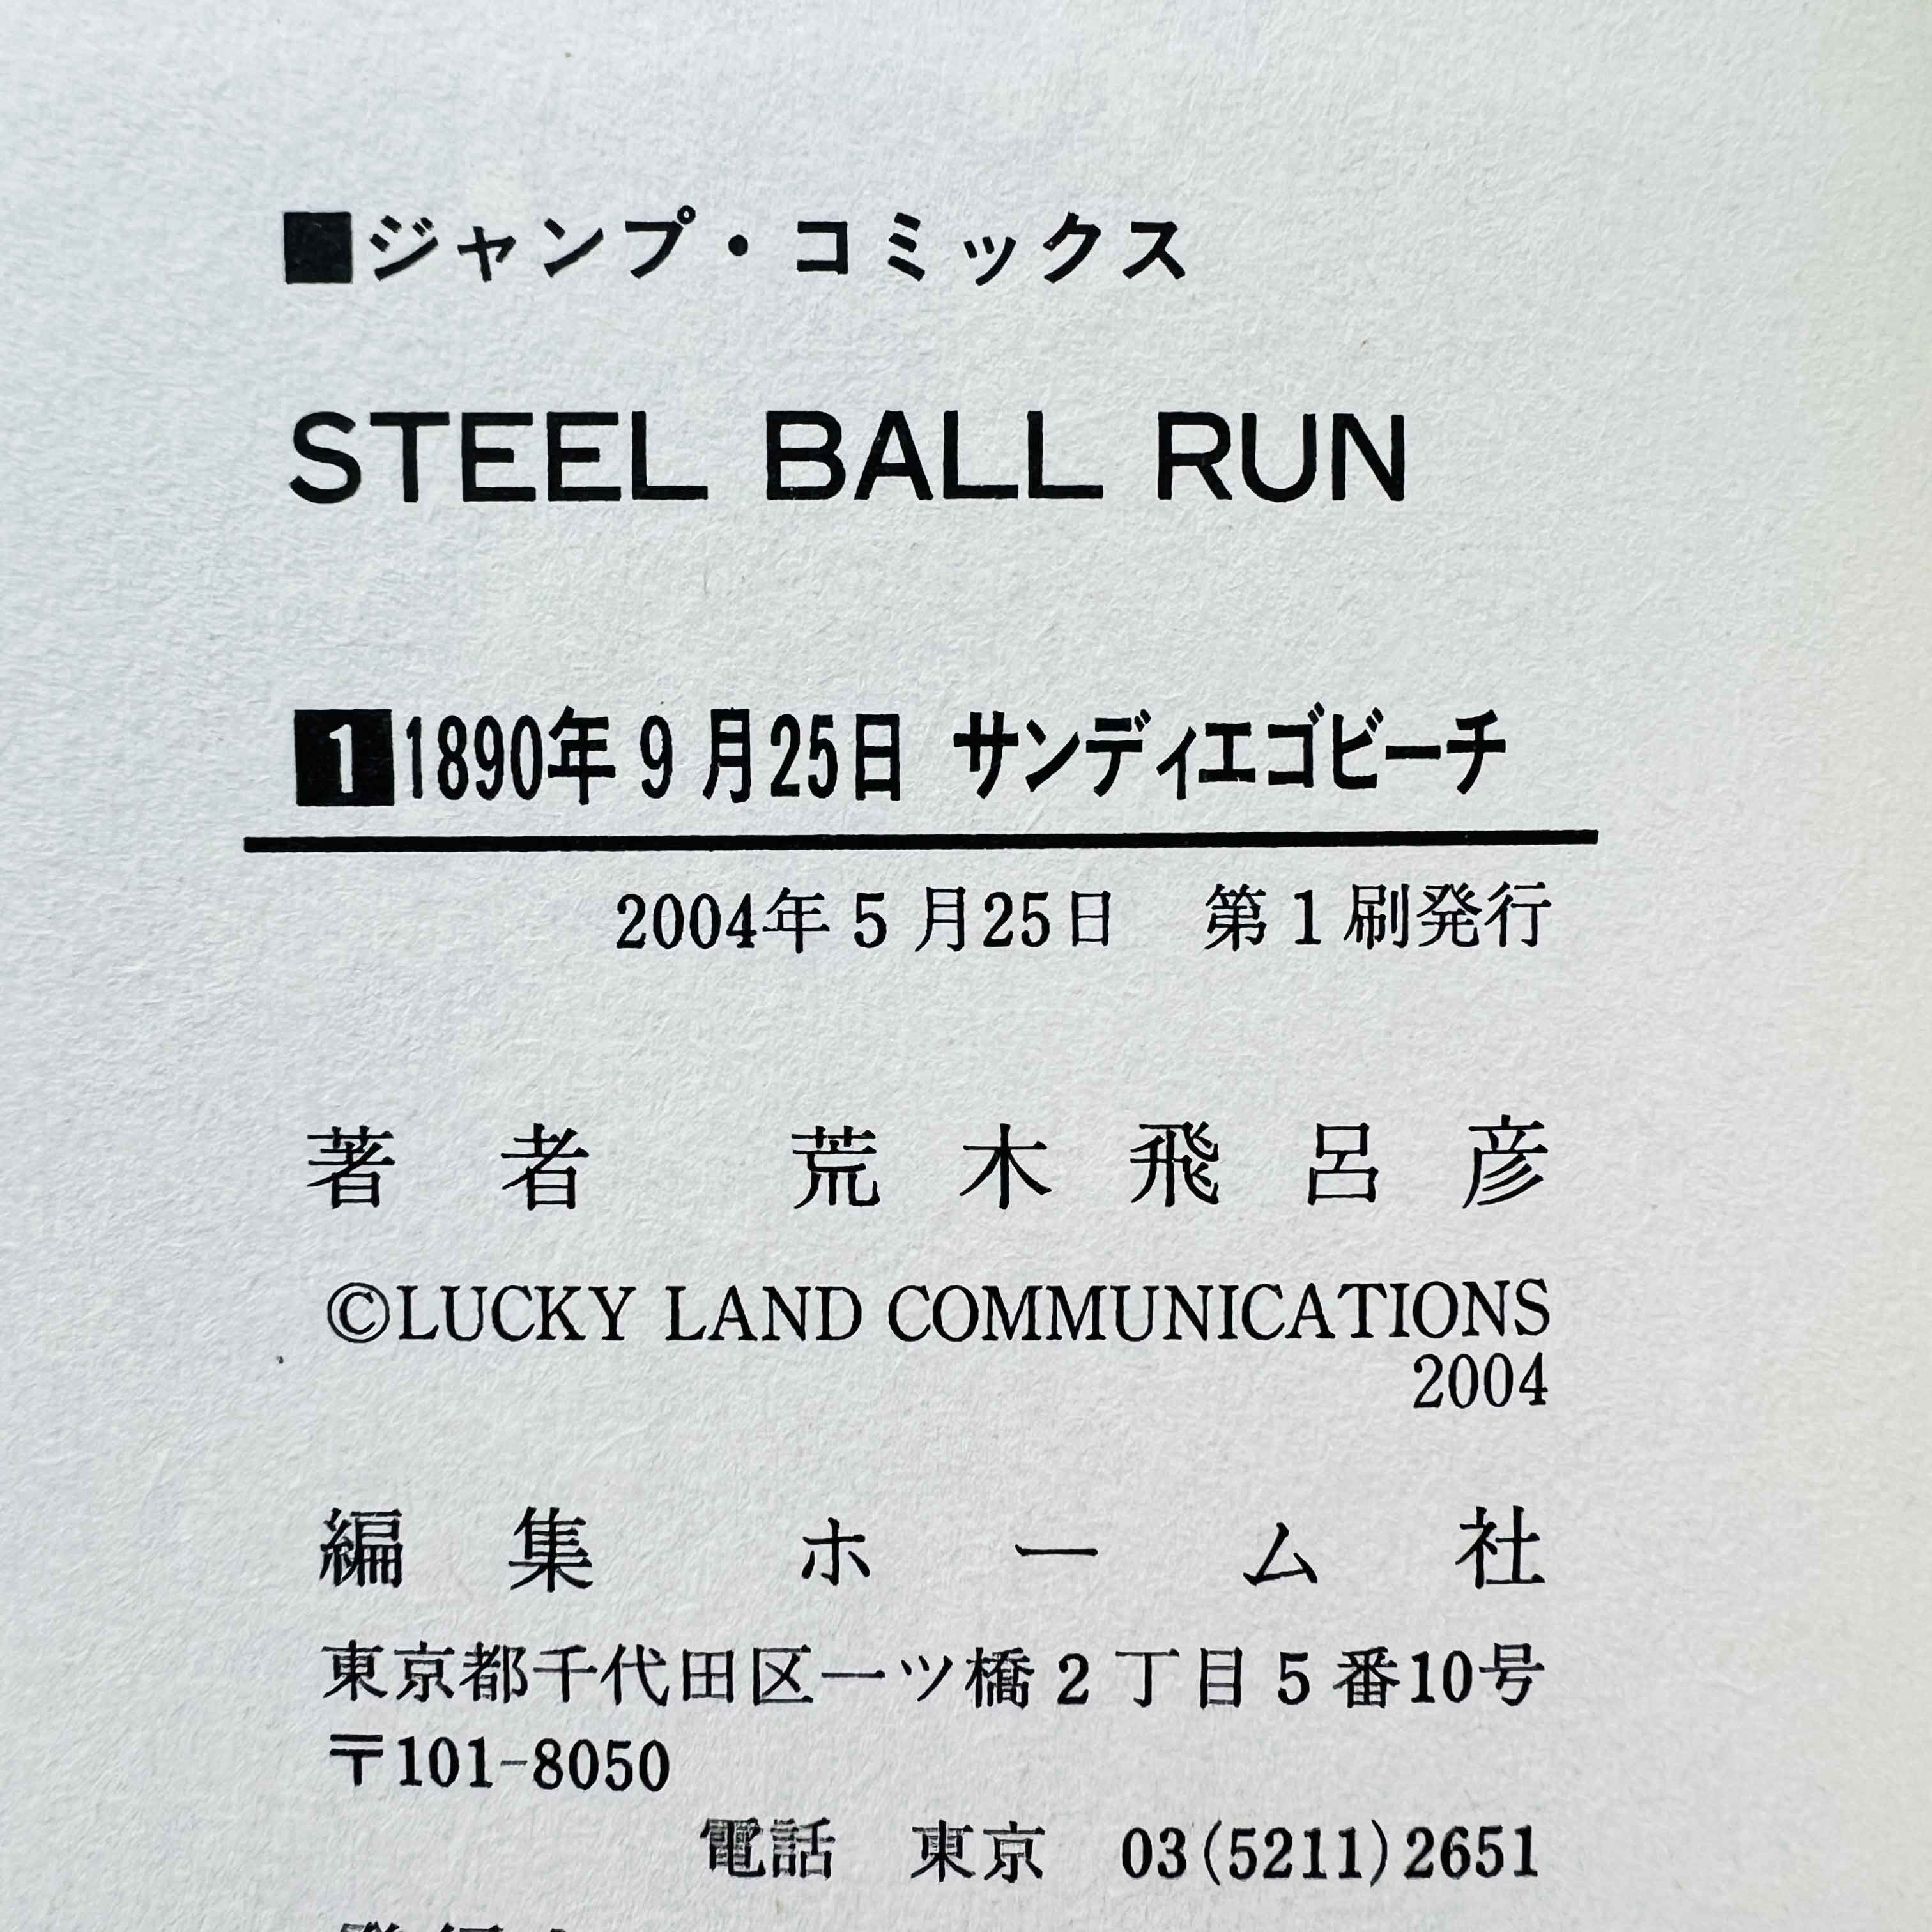 ■ジャンプ・コミックス
STEEL BALL RUN
1 1890年9月25日 サンディエゴビーチ
2004年5月25日 第1刷発行
著者 荒木飛呂彦
©LUCKY LAND COMMUNICATIONS
2004
編集 ホーム社
東京都千代田区一ツ橋2丁目5番10号
〒101-8050
電話 東京 03(5211)2651